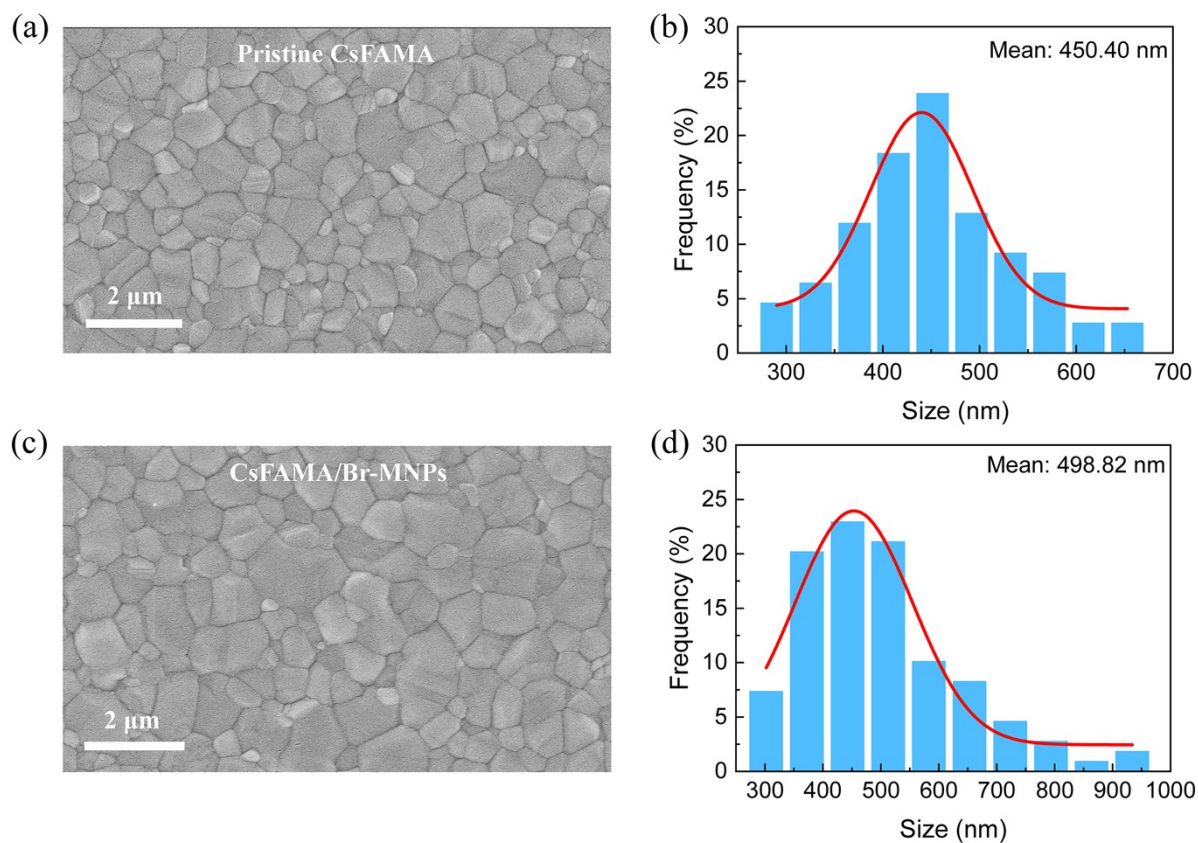 (a)
Pristine CsFAMA
2 μm
(b)
Mean: 450.40 nm
30
25
20
15
10
5
0
Frequency (%)
300 400 500 600 700
Size (nm)
(c)
CsFAMA/Br-MNPs
2 μm
(d)
Mean: 498.82 nm
30
25
20
15
10
5
0
Frequency (%)
300 400 500 600 700 800 900 1000
Size (nm)